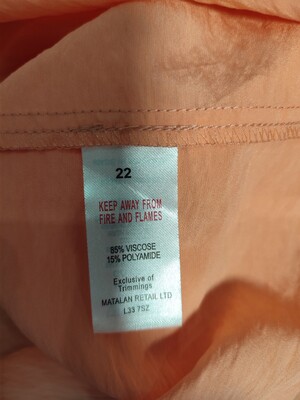 22
KEEP AWAY FROM
FIRE AND FLAMES
85% VISCOSE
15% POLYAMIDE
Exclusive of
Trimmings
MATALAN RETAIL LTD
L33 7SZ